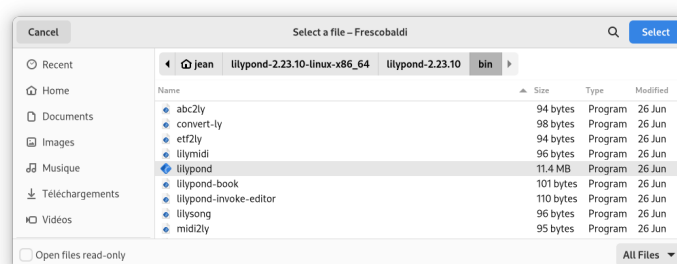 Cancel Select a file – Frescobaldi Select
Recent
Home
Documents
Images
Musique
Téléchargements
Vidéos
jean lilypond-2.23.10-linux-x86_64 lilypond-2.23.10 bin
Name Size Type Modified
abc2ly 94 bytes Program 26 Jun
convert-ly 98 bytes Program 26 Jun
etf2ly 94 bytes Program 26 Jun
lilymidi 96 bytes Program 26 Jun
lilypond 11.4 MB Program 26 Jun
lilypond-book 101 bytes Program 26 Jun
lilypond-invoke-editor 110 bytes Program 26 Jun
lilysong 96 bytes Program 26 Jun
midi2ly 95 bytes Program 26 Jun
Open files read-only All Files